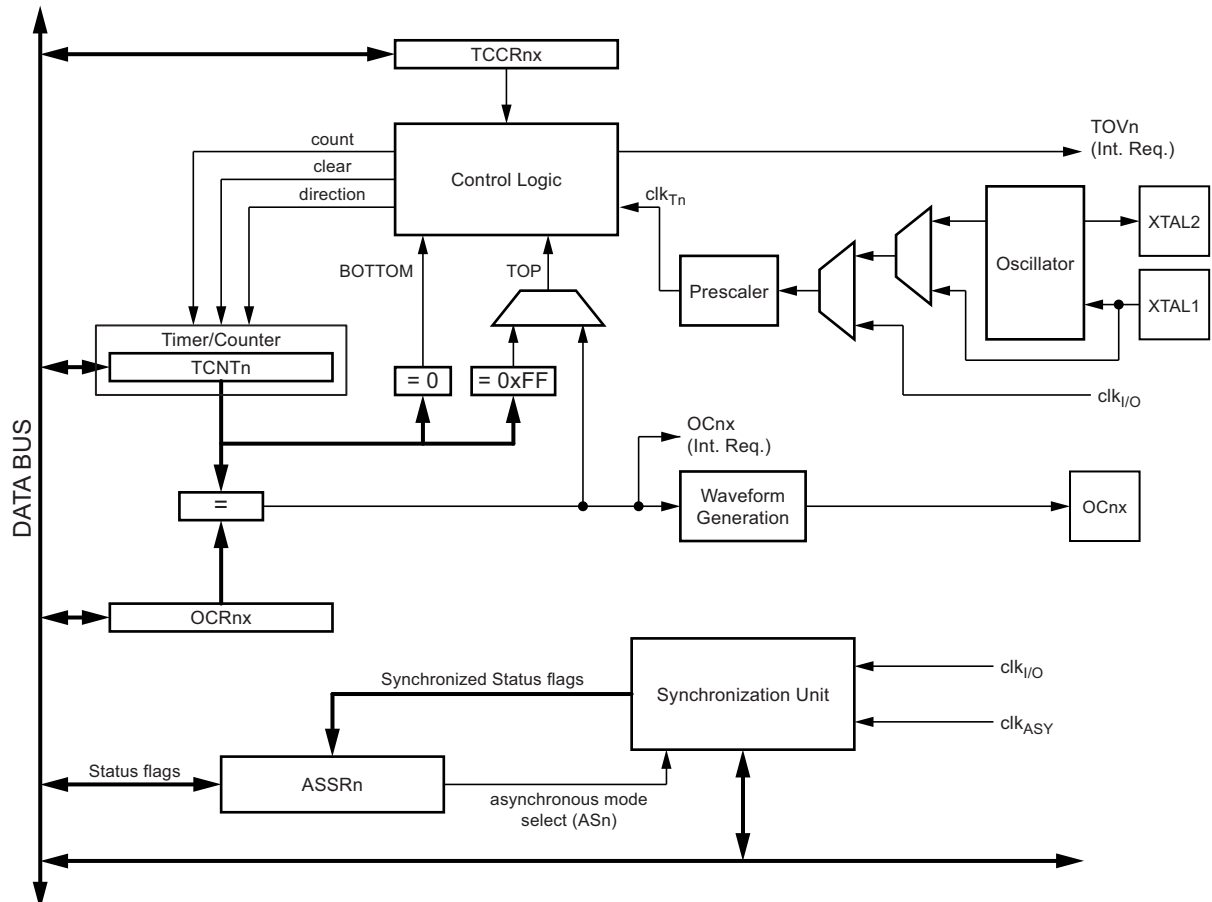 TCCRnx
count
clear
direction
Control Logic
TOVn
(Int. Req.)
clkTn
BOTTOM
TOP
Prescaler
Oscillator
XTAL2
XTAL1
Timer/Counter
TCNTn
= 0
= 0xFF
clkI/O
OCnx
(Int. Req.)
DATA BUS
=
Waveform
Generation
OCnx
OCRnx
Synchronized Status flags
Synchronization Unit
clkI/O
clkASY
Status flags
ASSRn
asynchronous mode
select (ASn)